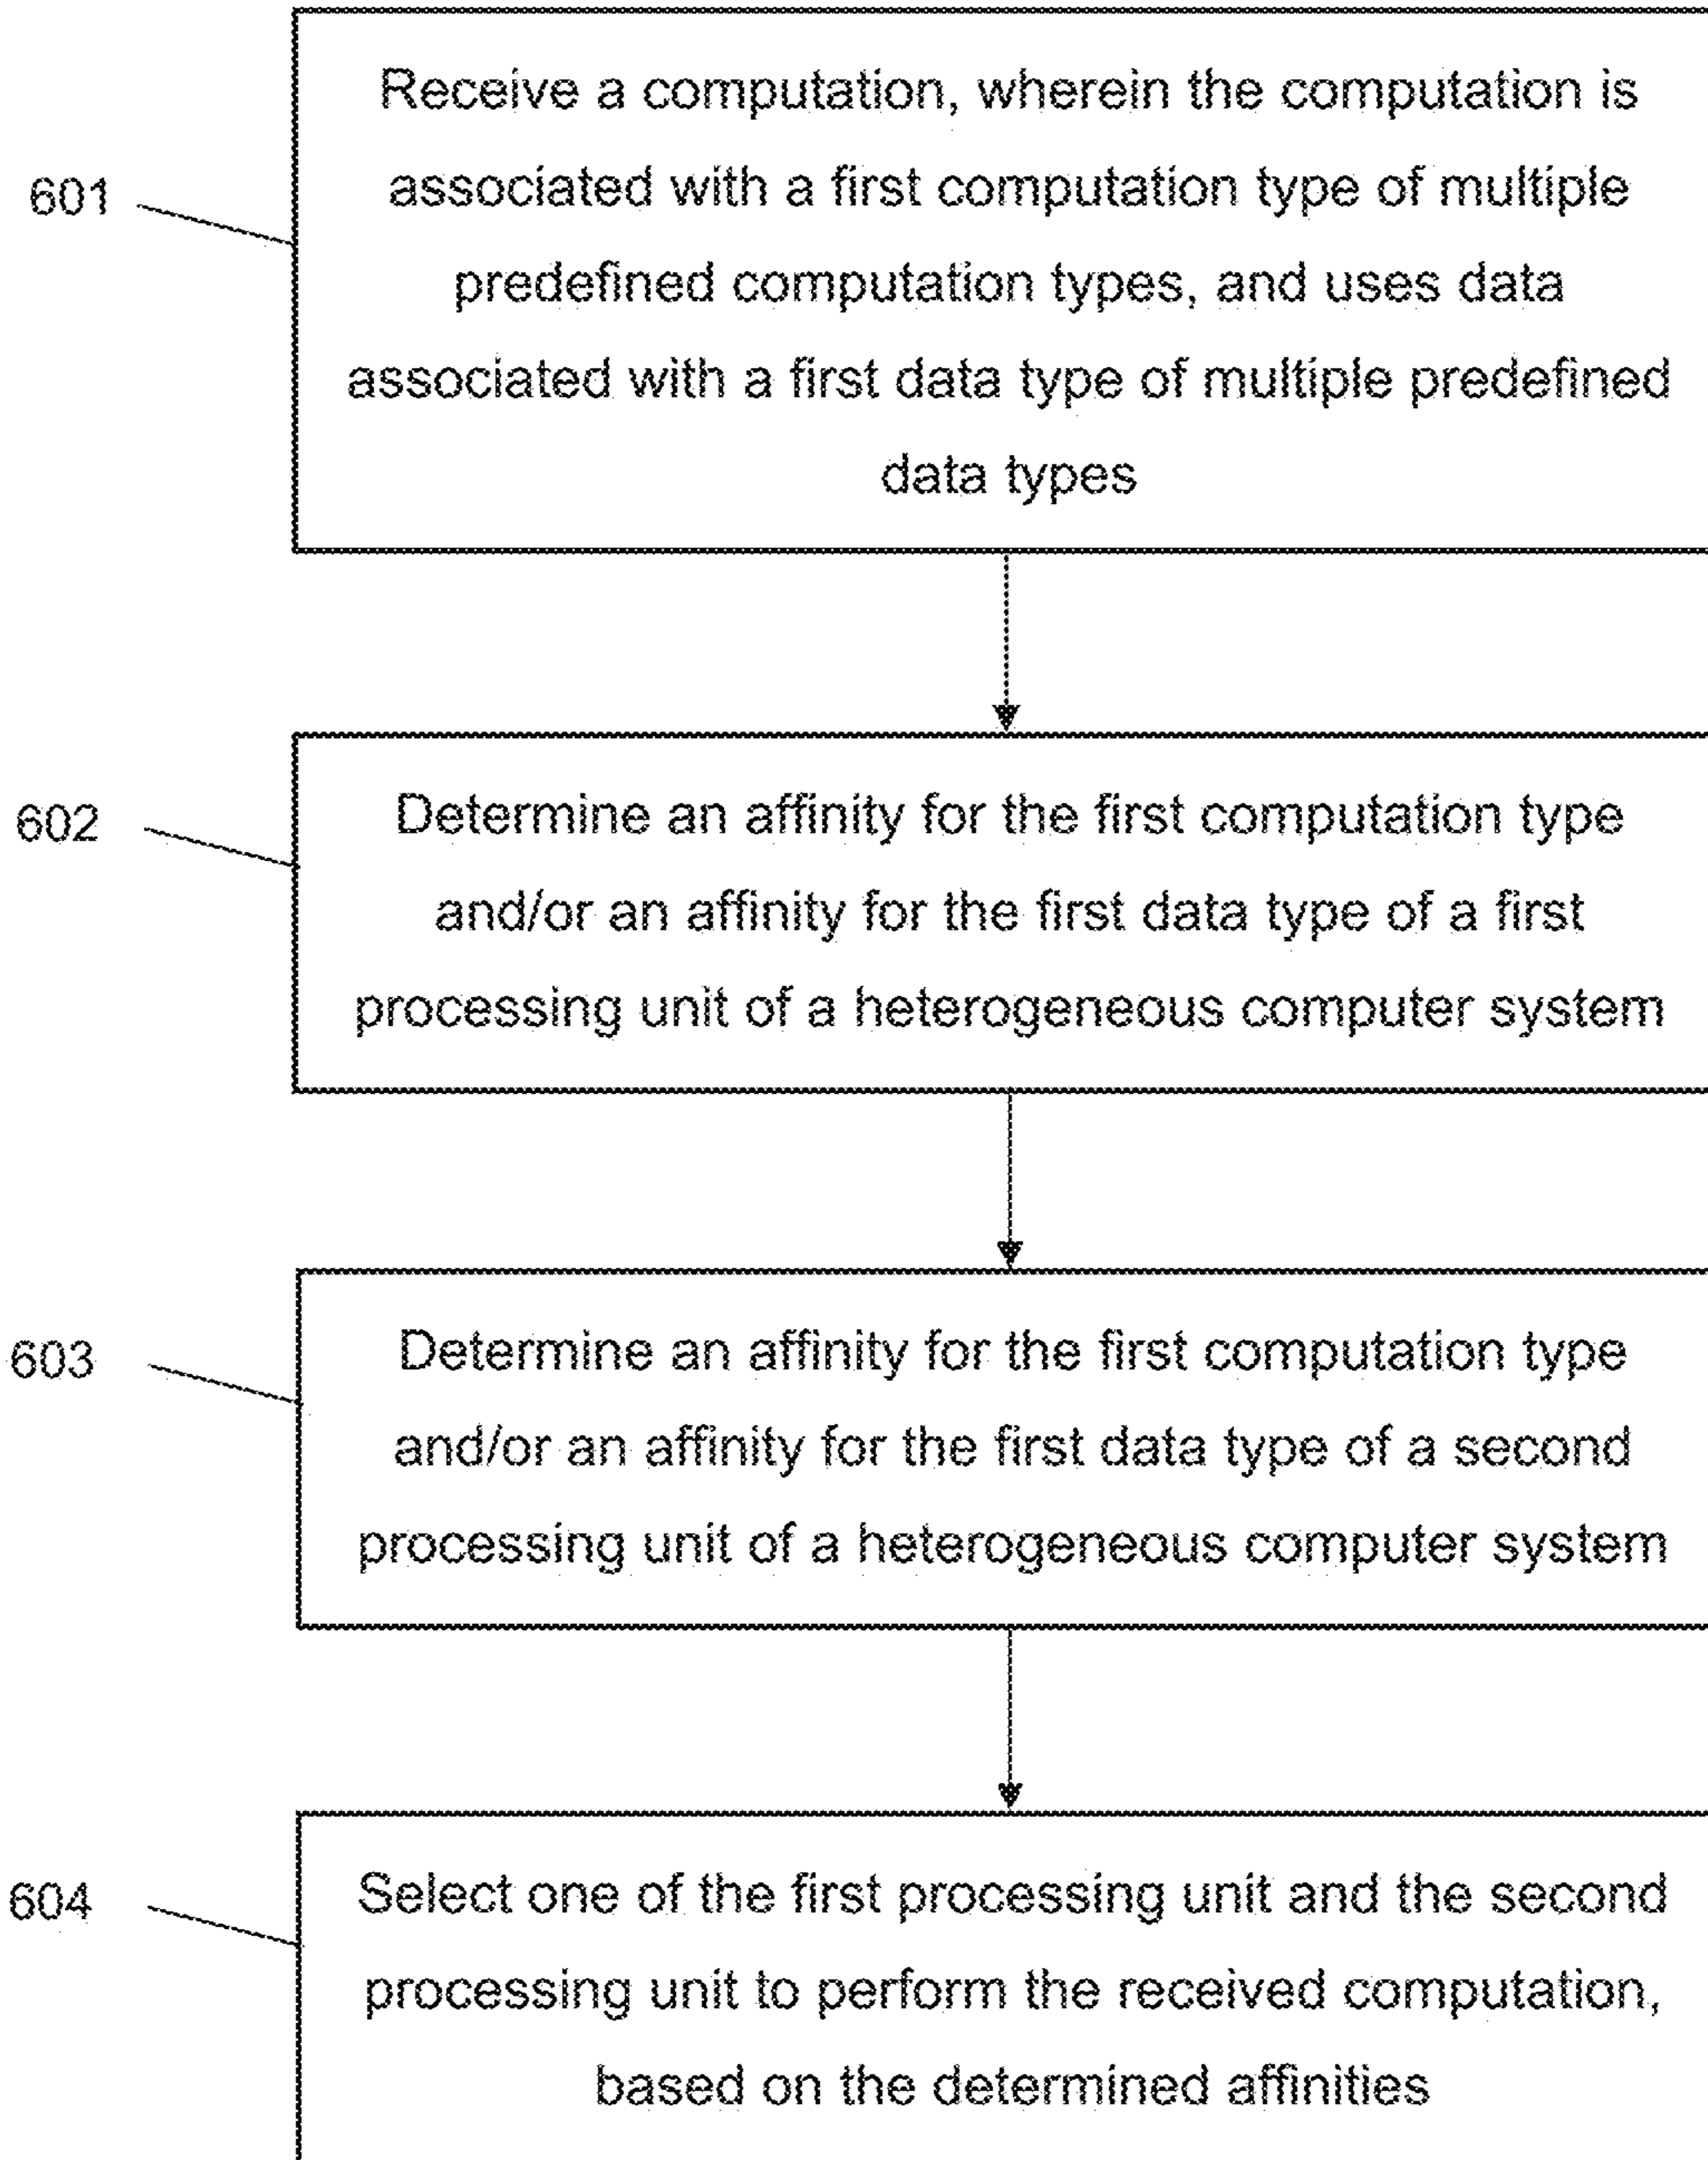 Receive a computation, wherein the computation is
601
associated with a first computation type of multiple
predefined computation types, and uses data
associated with a first data type of multiple predefined
data types
602
Determine an affinity for the first computation type
and/or an affinity for the first data type of a first
processing unit of a heterogeneous computer system
603
Determine an affinity for the first computation type
and/or an affinity for the first data type of a second
processing unit of a heterogeneous computer system
604
Select one of the first processing unit and the second
processing unit to perform the received computation,
based on the determined affinities